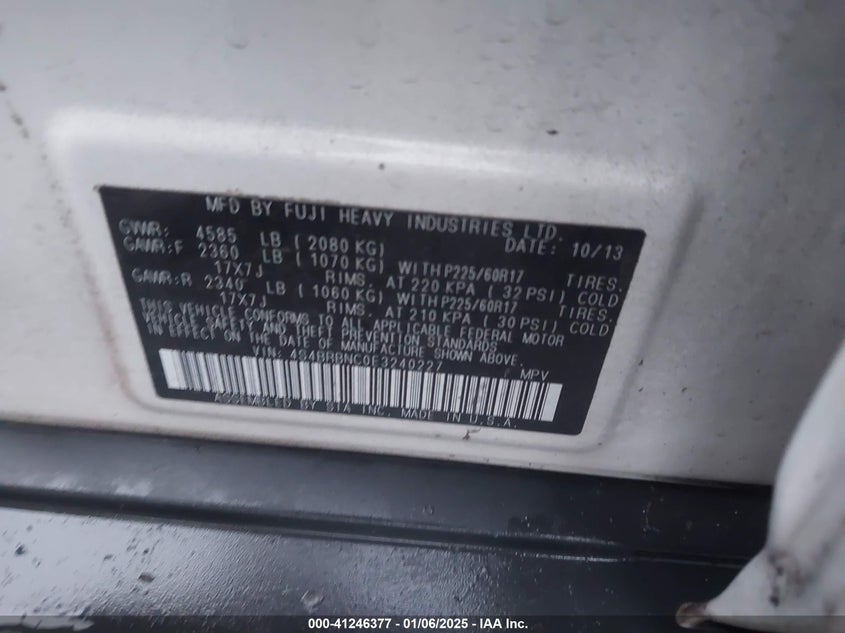 MFD BY FUJI HEAVY INDUSTRIES LTD.
DATE: 10/13
GVWR: 4585 LB ( 2080 KG)
GAWR:F 2360 LB ( 1070 KG) WITH P225/60R17 TIRES.
17X7J RIMS. AT 220 KPA ( 32 PSI) COLD
GAWR:R 2340 LB ( 1060 KG) WITH P225/60R17 TIRES.
17X7J RIMS. AT 210 KPA ( 30 PSI) COLD
THIS VEHICLE CONFORMS TO ALL APPLICABLE FEDERAL MOTOR
VEHICLE SAFETY AND THEFT PREVENTION STANDARDS
IN EFFECT ON THE DATE OF MANUFACTURE SHOWN ABOVE.
VIN: 4S4BRBNC0E3240227 MPV
ASSEMBLED BY SIA INC. MADE IN U.S.A.
000-41246377 - 01/06/2025 - © IAA Inc.